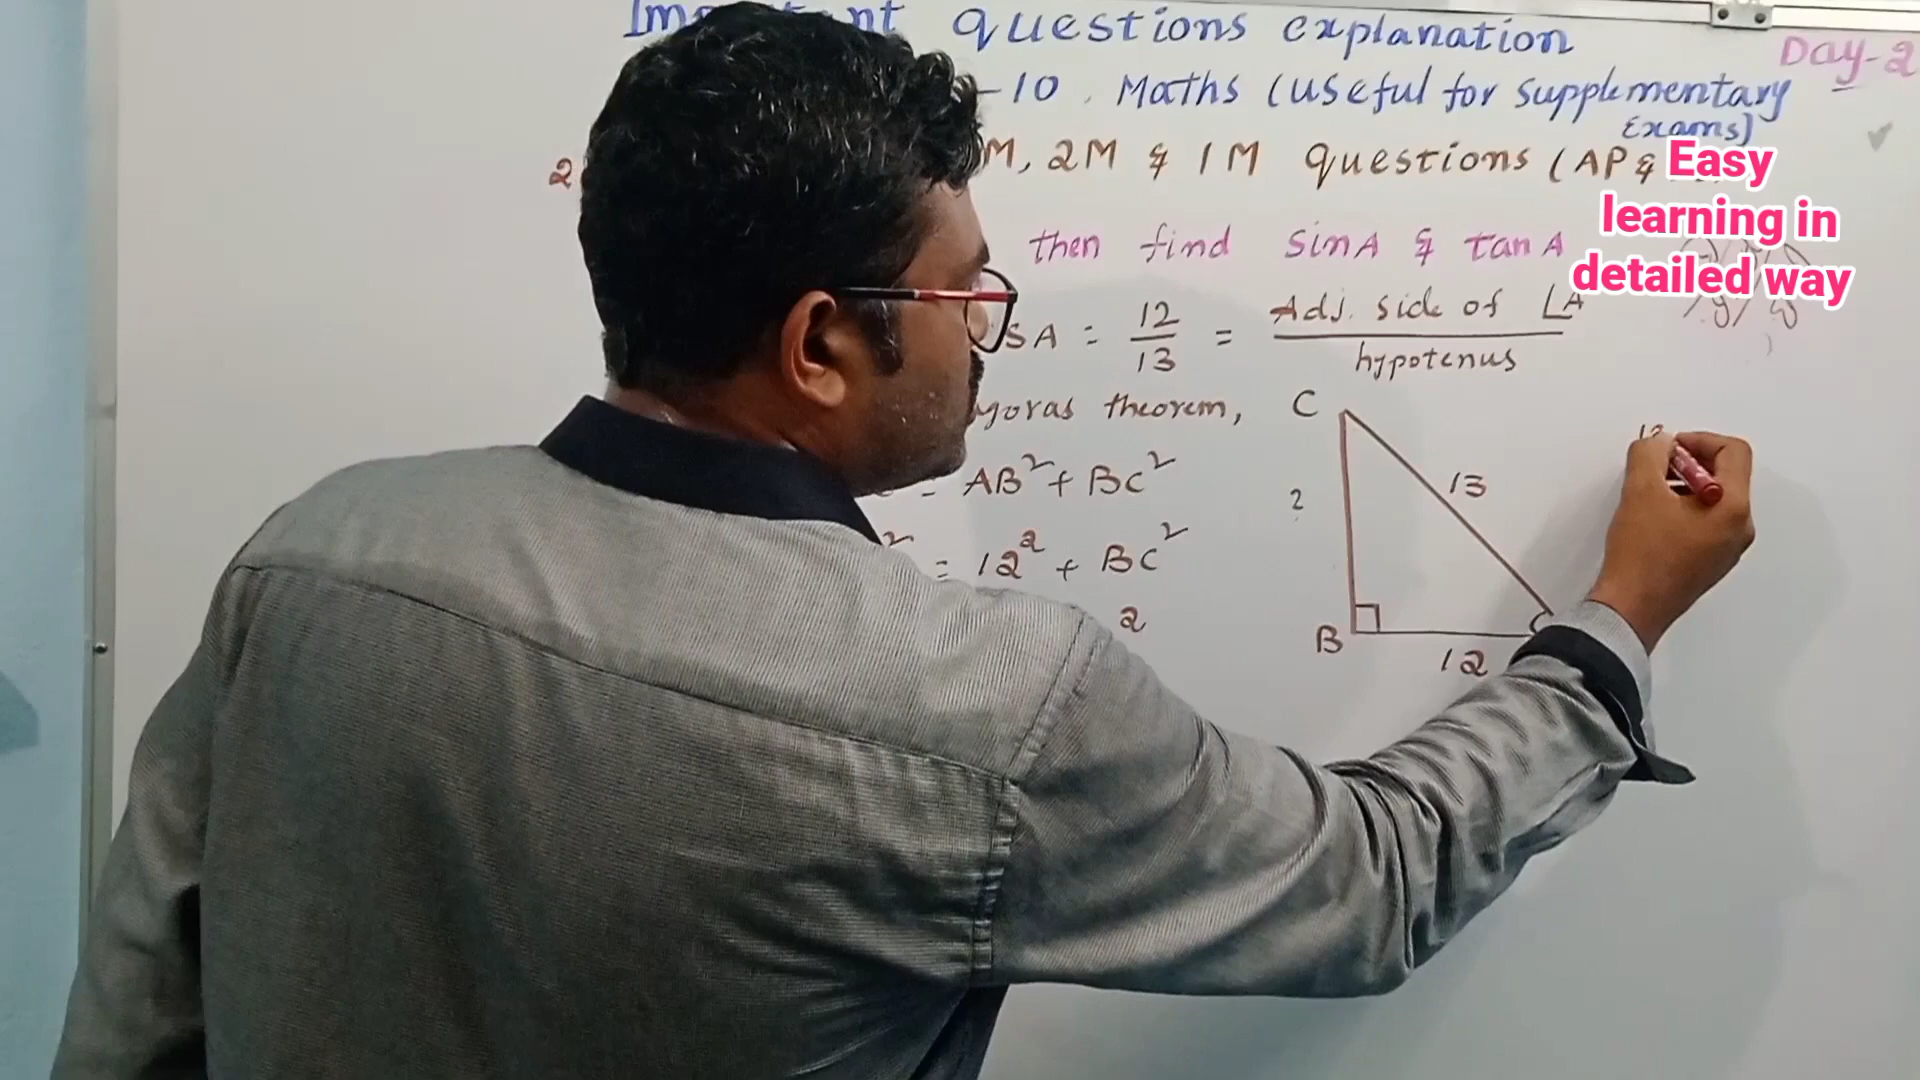 questions explanation
Day-2
-10. Maths (useful for supplementary
Exams)
2 M, 2M & 1M questions (AP &
Easy
learning in
detailed way
then find sinA & tan A
SA = 12/13 = Adj. side of ∠A / hypotenus
theorem,
= AB² + BC²
² = 12² + BC²
2
C
13
?
B
12